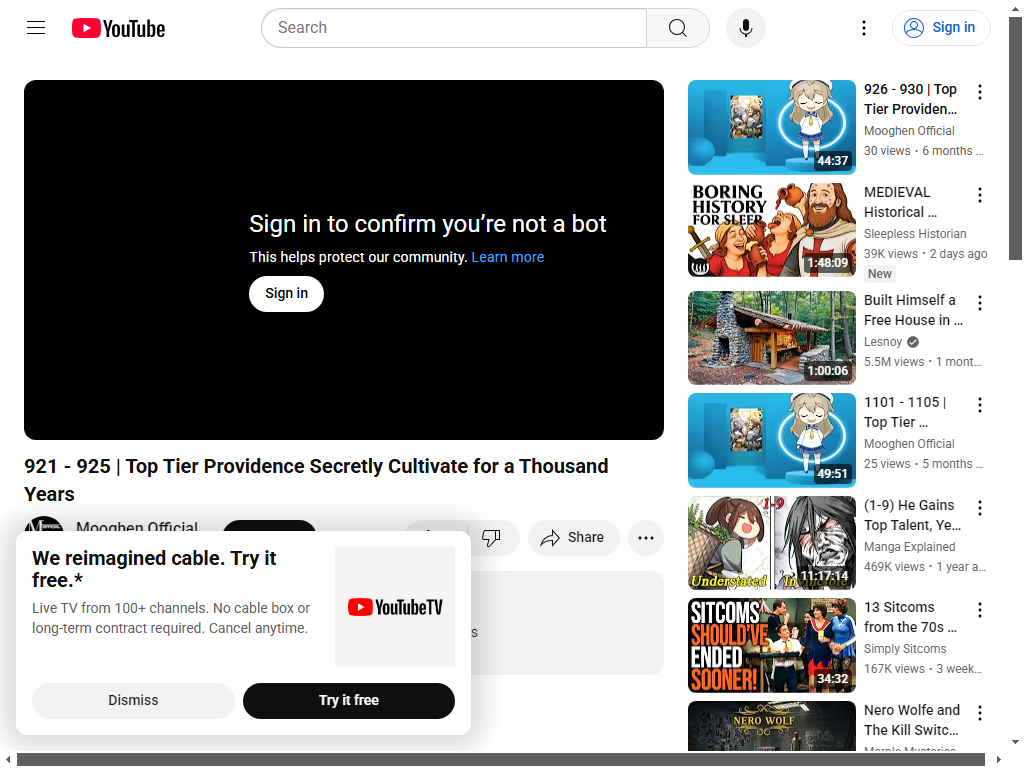 YouTube
Search
Sign in
Sign in to confirm you’re not a bot
This helps protect our community. Learn more
Sign in
921 - 925 | Top Tier Providence Secretly Cultivate for a Thousand
Years
Mooghen Official
Share
We reimagined cable. Try it
free.*
Live TV from 100+ channels. No cable box or
long-term contract required. Cancel anytime.
YouTubeTV
Dismiss
Try it free
s
44:37
926 - 930 | Top
Tier Providen...
Mooghen Official
30 views • 6 months ...
BORING
HISTORY
FOR SLEEP
1:48:09
MEDIEVAL
Historical ...
Sleepless Historian
39K views • 2 days ago
New
1:00:06
Built Himself a
Free House in ...
Lesnoy
5.5M views • 1 mont...
49:51
1101 - 1105 |
Top Tier ...
Mooghen Official
25 views • 5 months ...
1-9
Understated
Invincible
11:17:14
(1-9) He Gains
Top Talent, Ye...
Manga Explained
469K views • 1 year a...
SITCOMS
SHOULD'VE
ENDED
SOONER!
34:32
13 Sitcoms
from the 70s ...
Simply Sitcoms
167K views • 3 week...
NERO WOLF
Nero Wolfe and
The Kill Switc...